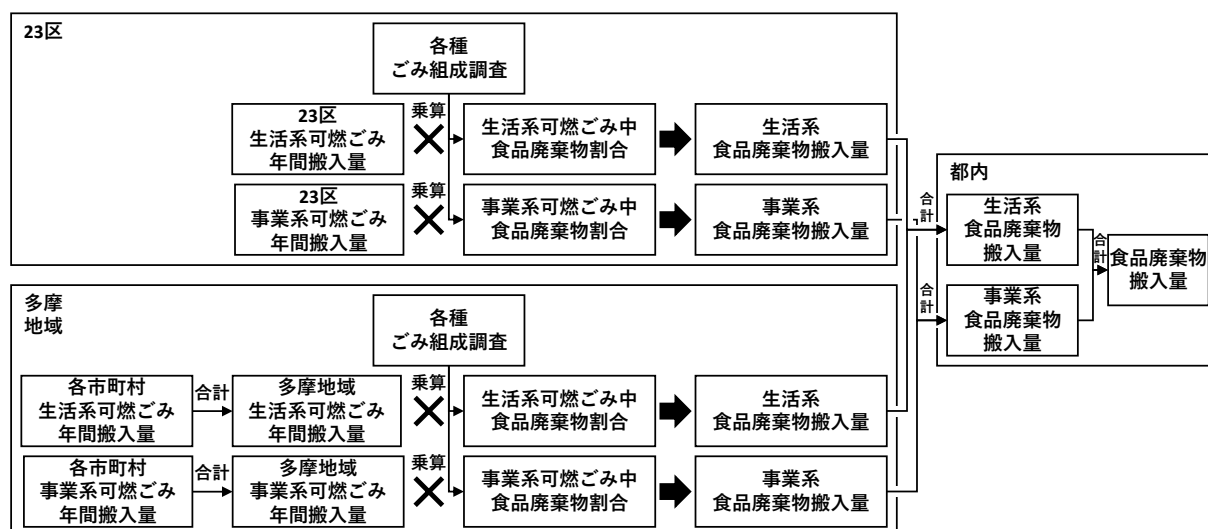 23区
各種
ごみ組成調査
23区
生活系可燃ごみ
年間搬入量
乗算
生活系可燃ごみ中
食品廃棄物割合
生活系
食品廃棄物搬入量
23区
事業系可燃ごみ
年間搬入量
乗算
事業系可燃ごみ中
食品廃棄物割合
事業系
食品廃棄物搬入量
多摩
地域
各種
ごみ組成調査
各市町村
生活系可燃ごみ
年間搬入量
合計
多摩地域
生活系可燃ごみ
年間搬入量
乗算
生活系可燃ごみ中
食品廃棄物割合
生活系
食品廃棄物搬入量
各市町村
事業系可燃ごみ
年間搬入量
合計
多摩地域
事業系可燃ごみ
年間搬入量
乗算
事業系可燃ごみ中
食品廃棄物割合
事業系
食品廃棄物搬入量
都内
合計
生活系
食品廃棄物
搬入量
合計
事業系
食品廃棄物
搬入量
合計
食品廃棄物
搬入量